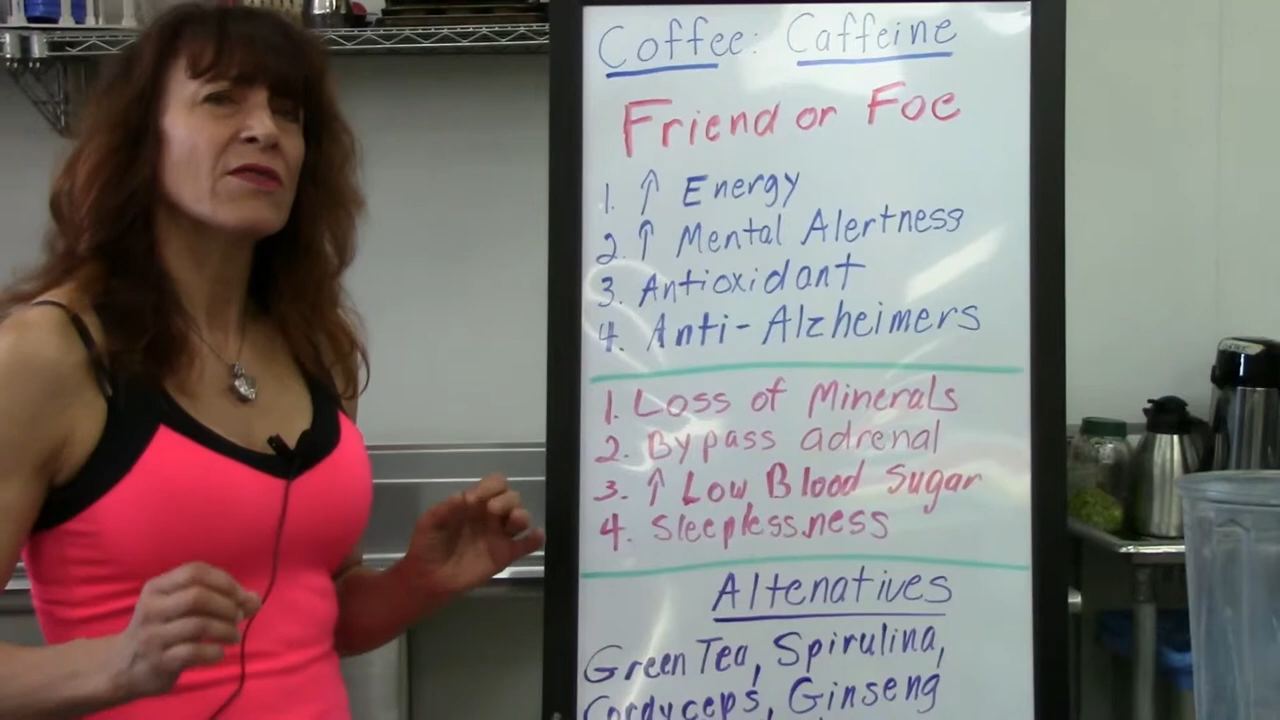 Coffee: Caffeine
Friend or Foe
1. ↑ Energy
2. ↑ Mental Alertness
3. Antioxidant
4. Anti-Alzheimers
1. Loss of Minerals
2. Bypass adrenal
3. ↑ Low Blood Sugar
4. Sleeplessness
Altenatives
Green Tea, Spirulina,
Cordyceps, Ginseng